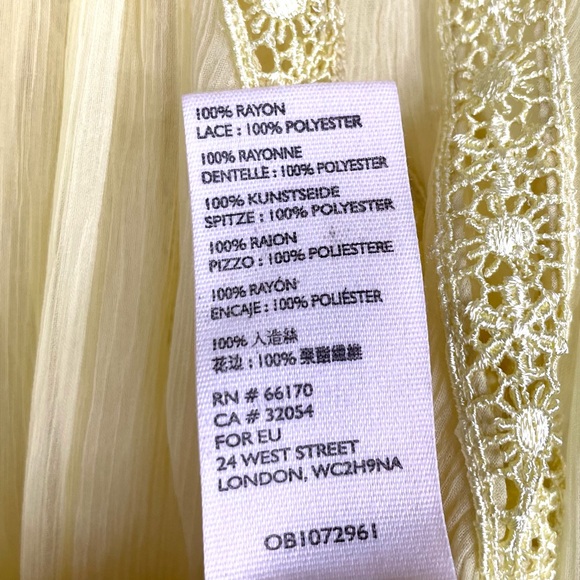 100% RAYON
LACE : 100% POLYESTER
100% RAYONNE
DENTELLE : 100% POLYESTER
100% KUNSTSEIDE
SPITZE : 100% POLYESTER
100% RAION
PIZZO : 100% POLIESTERE
100% RAYÓN
ENCAJE : 100% POLIÉSTER
100% 人造絲
花边 : 100% 聚酯纖維
RN # 66170
CA # 32054
FOR EU
24 WEST STREET
LONDON, WC2H9NA
OB1072961